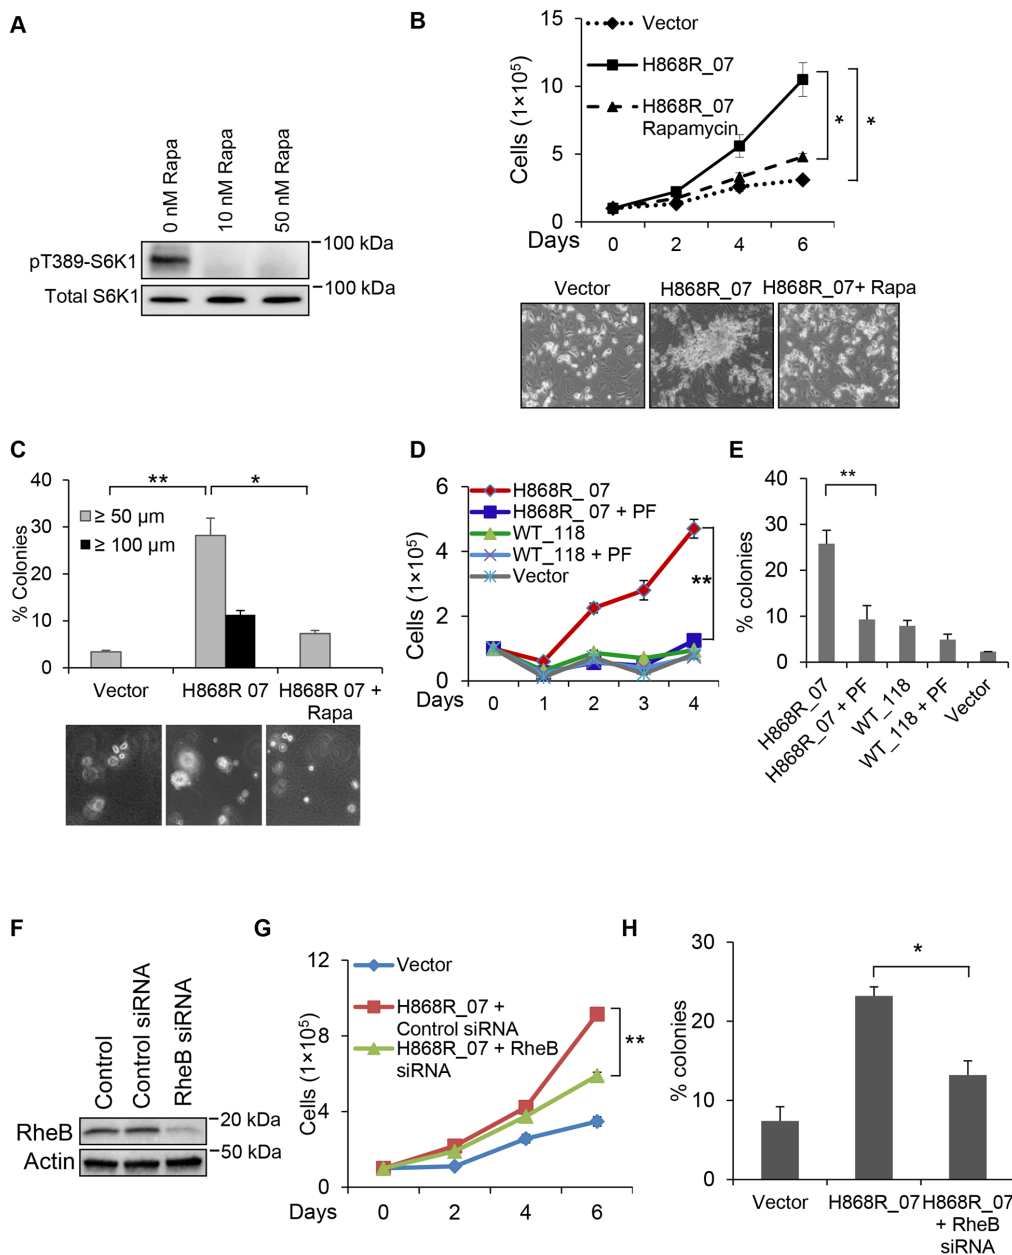 A
0 nM Rapa
10 nM Rapa
50 nM Rapa
100 kDa
pT389-S6K1
100 kDa
Total S6K1
B
15
10
5
0
Cells (1×10⁵)
Vector
H868R_07
H868R_07
Rapamycin
*
*
Days
0 2 4 6
Vector
H868R_07
H868R_07+ Rapa
C
40
30
20
10
0
% Colonies
≥ 50 µm
≥ 100 µm
**
*
Vector
H868R 07
H868R 07 +
Rapa
D
6
4
2
0
Cells (1×10⁵)
H868R_ 07
H868R_ 07 + PF
WT_118
WT_118 + PF
Vector
**
Days
0 1 2 3 4
E
40
30
20
10
0
% colonies
**
H868R_07
H868R_07 + PF
WT_118
WT_118 + PF
Vector
F
Control
Control siRNA
RheB siRNA
20 kDa
RheB
50 kDa
Actin
G
12
8
4
0
Cells (1×10⁵)
Vector
H868R_07 +
Control siRNA
H868R_07 + RheB
siRNA
**
Days
0 2 4 6
H
30
20
10
0
% colonies
*
Vector
H868R_07
H868R_07
+ RheB
siRNA